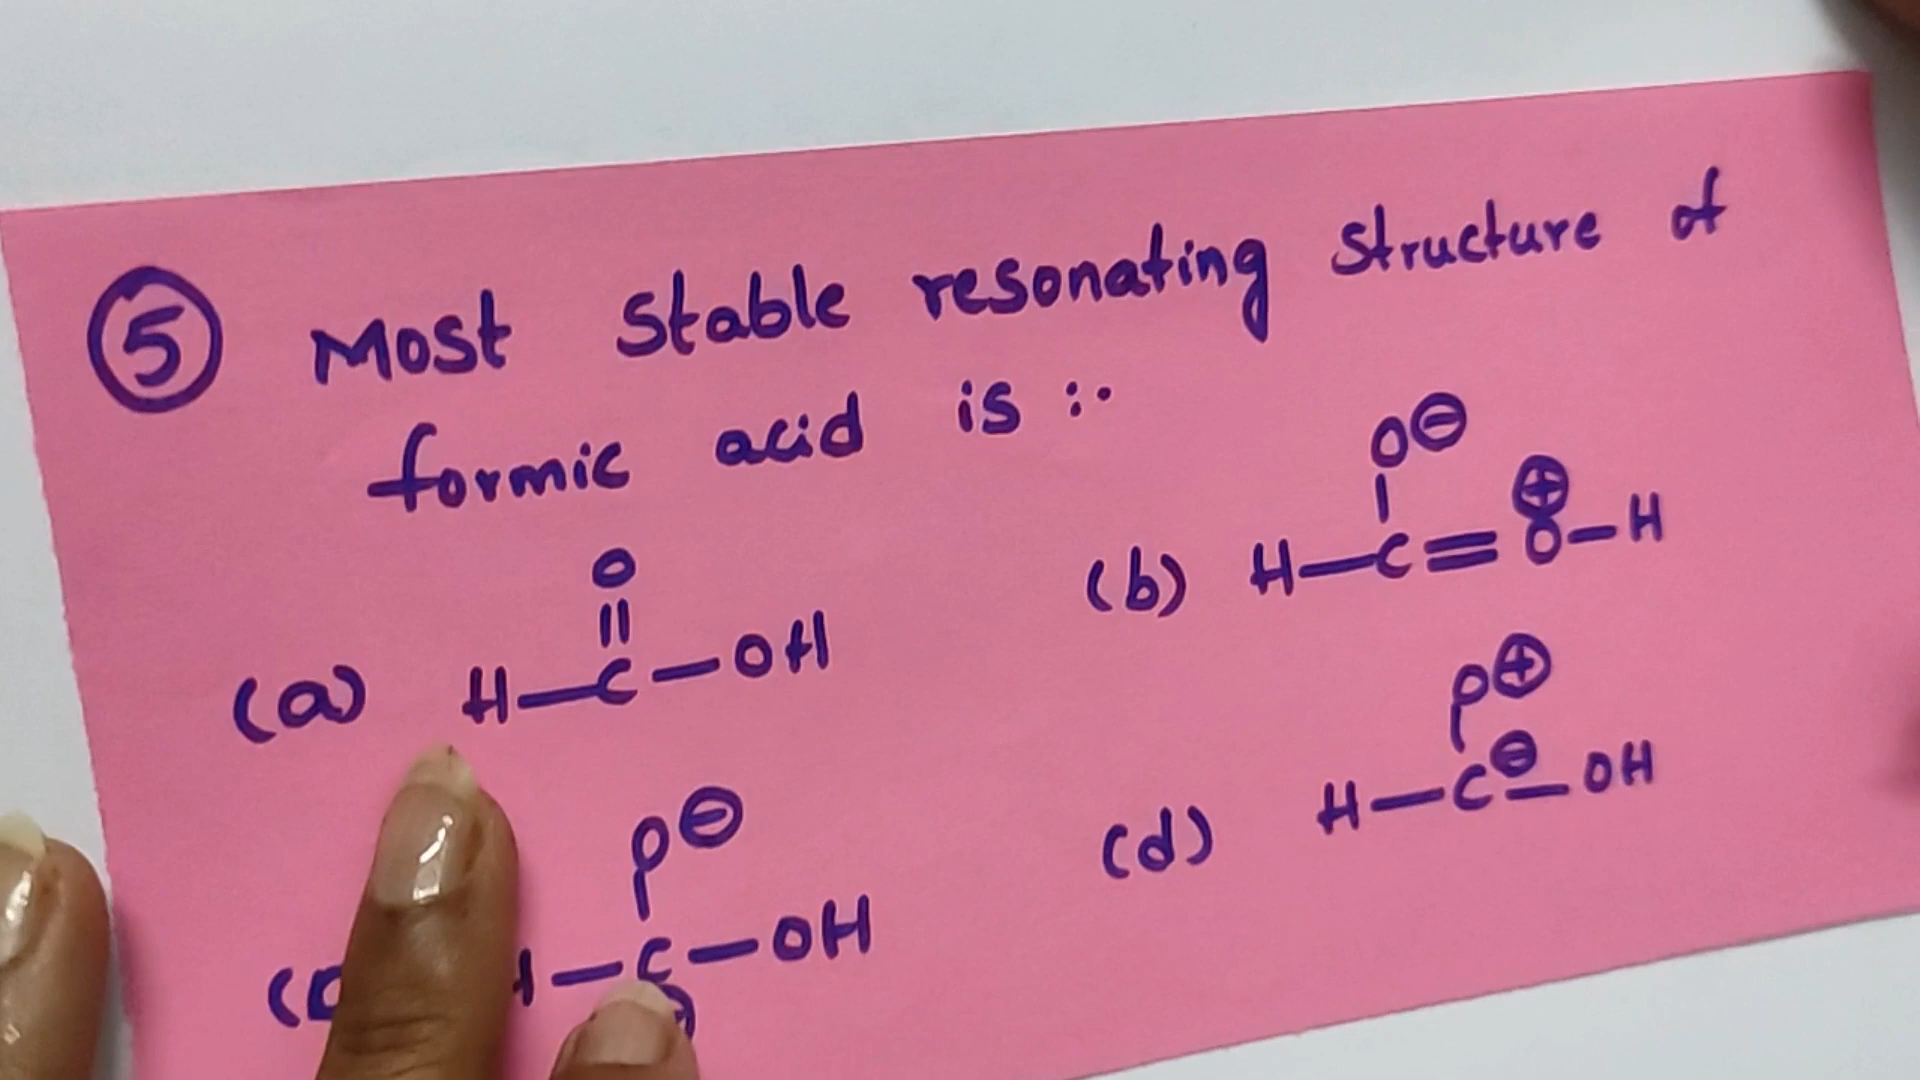 5 Most Stable resonating Structure of
formic acid is :-
(a) H-C-OH
O
||
(b) H-C=O-H
O⊖
|
⊕
(c -C-OH
O⊖
|
(d) H-C⊖-OH
O⊕
|